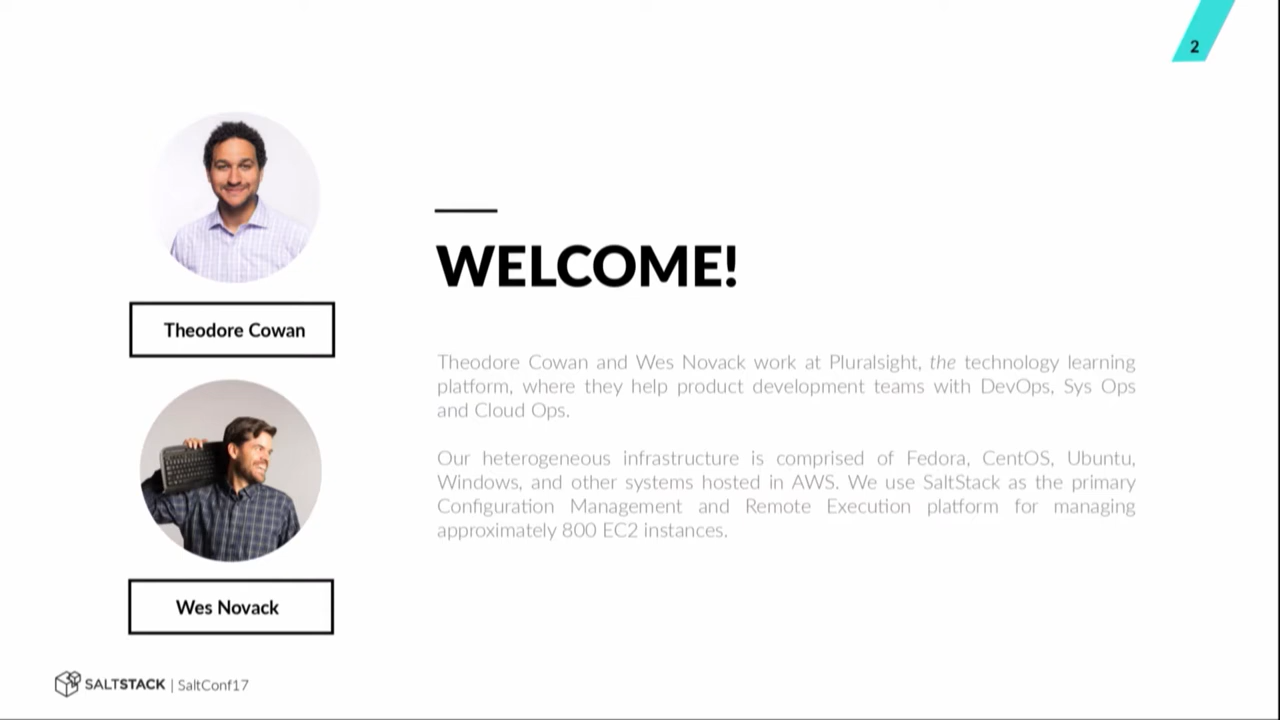 2
Theodore Cowan
WELCOME!
Theodore Cowan and Wes Novack work at Pluralsight, the technology learning
platform, where they help product development teams with DevOps, Sys Ops
and Cloud Ops.
Our heterogeneous infrastructure is comprised of Fedora, CentOS, Ubuntu,
Windows, and other systems hosted in AWS. We use SaltStack as the primary
Configuration Management and Remote Execution platform for managing
approximately 800 EC2 instances.
Wes Novack
SALTSTACK | SaltConf17